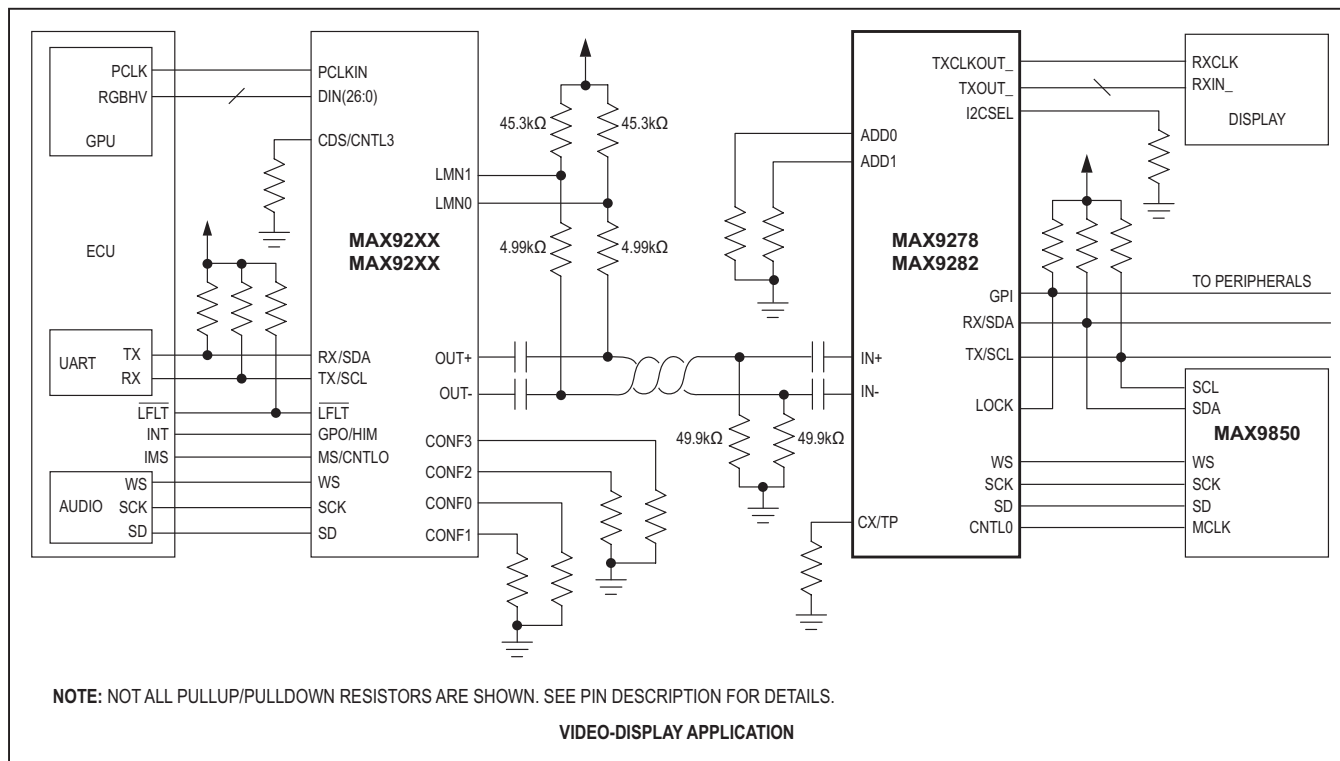 PCLK
RGBHV
GPU
ECU
UART
TX
RX
LFLT
INT
IMS
AUDIO
WS
SCK
SD
PCLKIN
DIN(26:0)
CDS/CNTL3
LMN1
LMN0
MAX92XX
MAX92XX
RX/SDA
TX/SCL
LFLT
GPO/HIM
MS/CNTLO
WS
SCK
SD
OUT+
OUT-
CONF3
CONF2
CONF0
CONF1
45.3kΩ
45.3kΩ
4.99kΩ
4.99kΩ
49.9kΩ
49.9kΩ
ADD0
ADD1
IN+
IN-
CX/TP
MAX9278
MAX9282
TXCLKOUT_
TXOUT_
I2CSEL
GPI
RX/SDA
TX/SCL
LOCK
WS
SCK
SD
CNTL0
RXCLK
RXIN_
DISPLAY
TO PERIPHERALS
SCL
SDA
MAX9850
WS
SCK
SD
MCLK
NOTE: NOT ALL PULLUP/PULLDOWN RESISTORS ARE SHOWN. SEE PIN DESCRIPTION FOR DETAILS.
VIDEO-DISPLAY APPLICATION